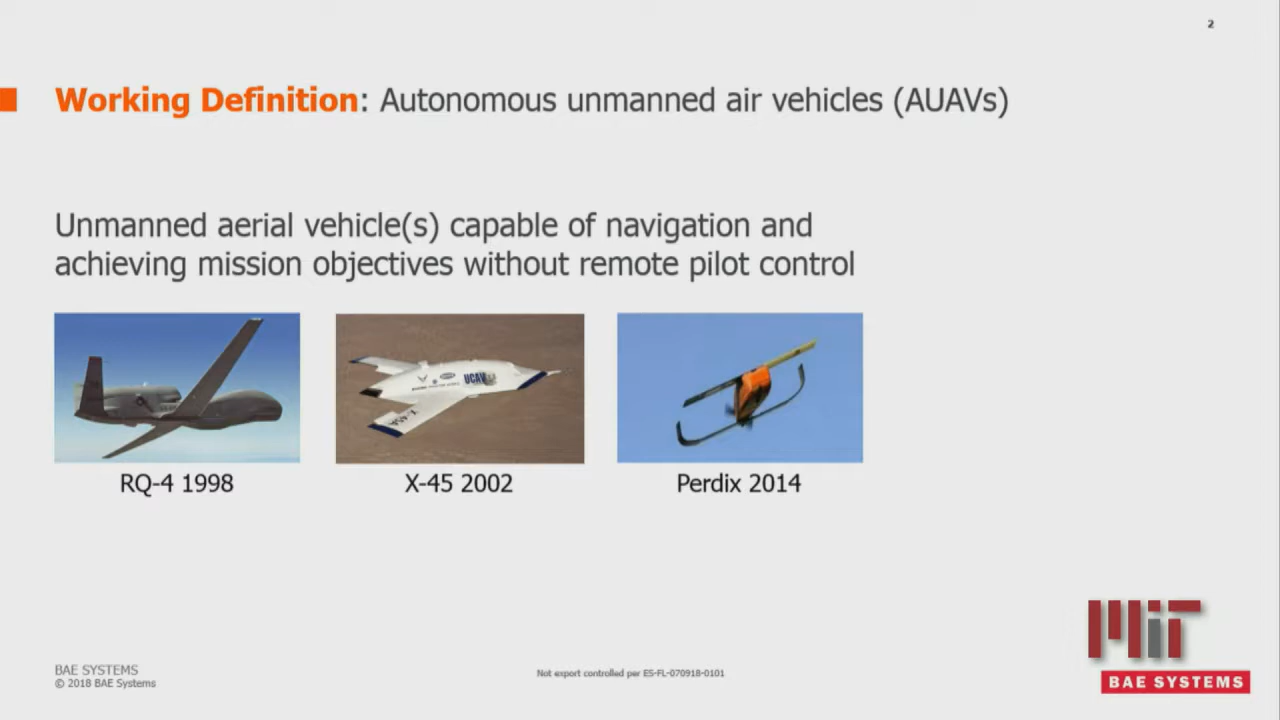 2
Working Definition: Autonomous unmanned air vehicles (AUAVs)
Unmanned aerial vehicle(s) capable of navigation and
achieving mission objectives without remote pilot control
UCAV
X-45A
RQ-4 1998
X-45 2002
Perdix 2014
BAE SYSTEMS
© 2018 BAE Systems
Not export controlled per ES-FL-070918-0101
MIT
BAE SYSTEMS